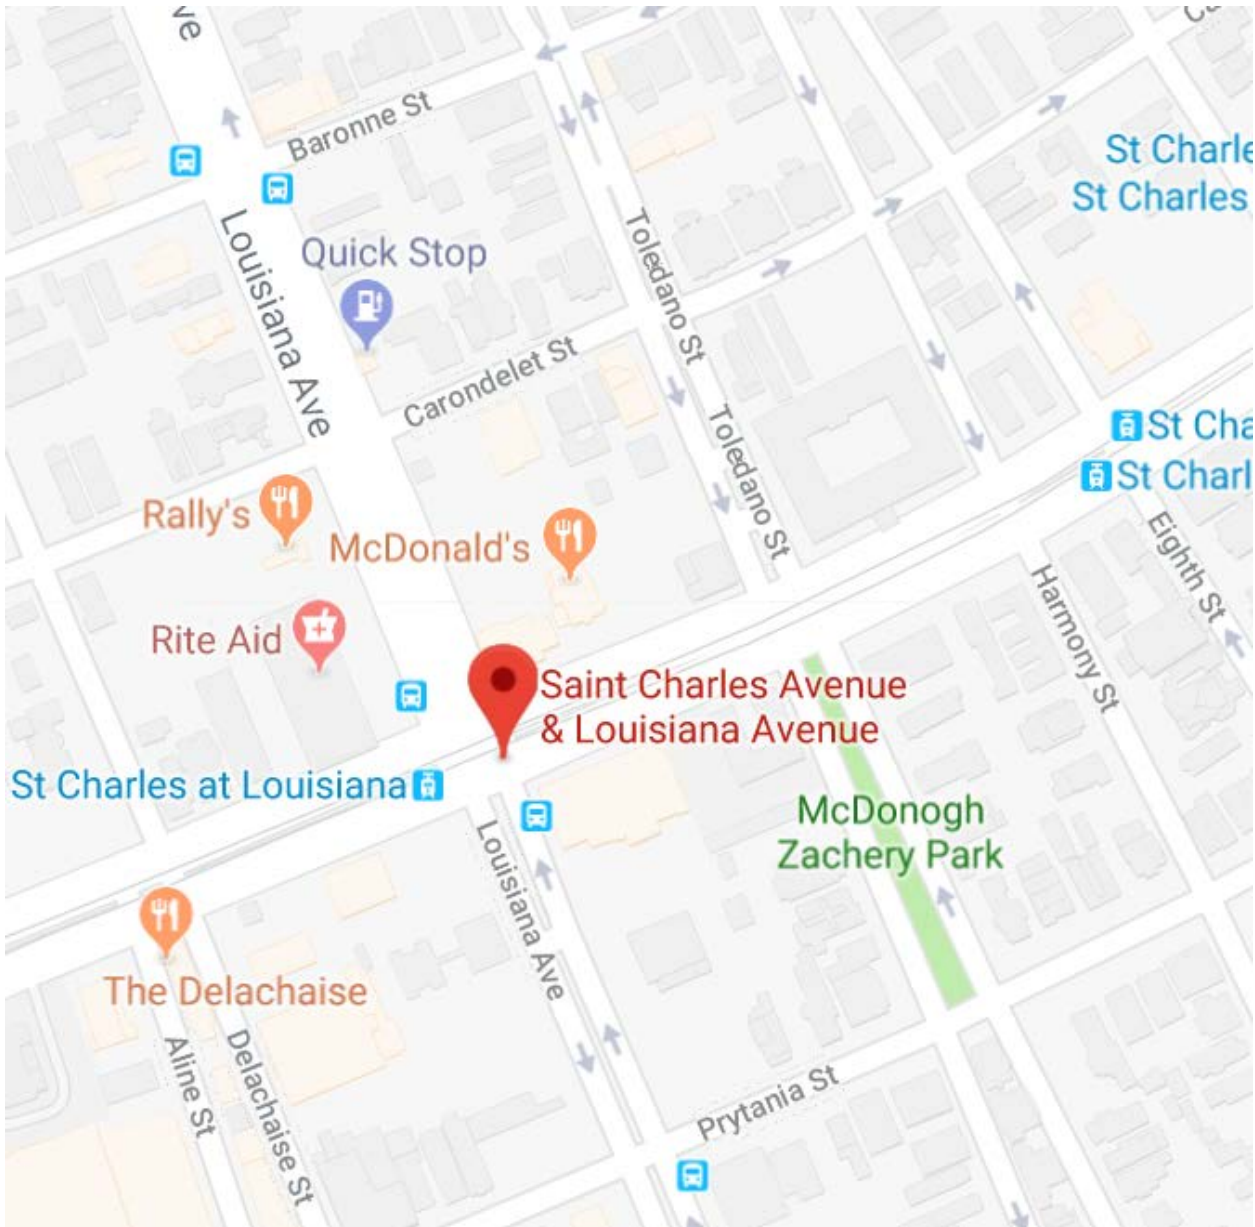 Ave
Baronne St
St Charle
St Charles
Louisiana Ave
Quick Stop
Toledano St
Carondelet St
Toledano St
St Cha
St Charl
Rally's
McDonald's
Eighth St
Harmony St
Rite Aid
Saint Charles Avenue
& Louisiana Avenue
St Charles at Louisiana
McDonogh
Zachery Park
Louisiana Ave
The Delachaise
Aline St
Delachaise St
Prytania St